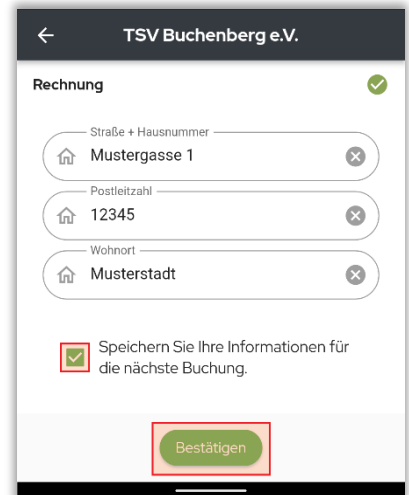 TSV Buchenberg e.V.
Rechnung
Straße + Hausnummer
Mustergasse 1
Postleitzahl
12345
Wohnort
Musterstadt
Speichern Sie Ihre Informationen für
die nächste Buchung.
Bestätigen